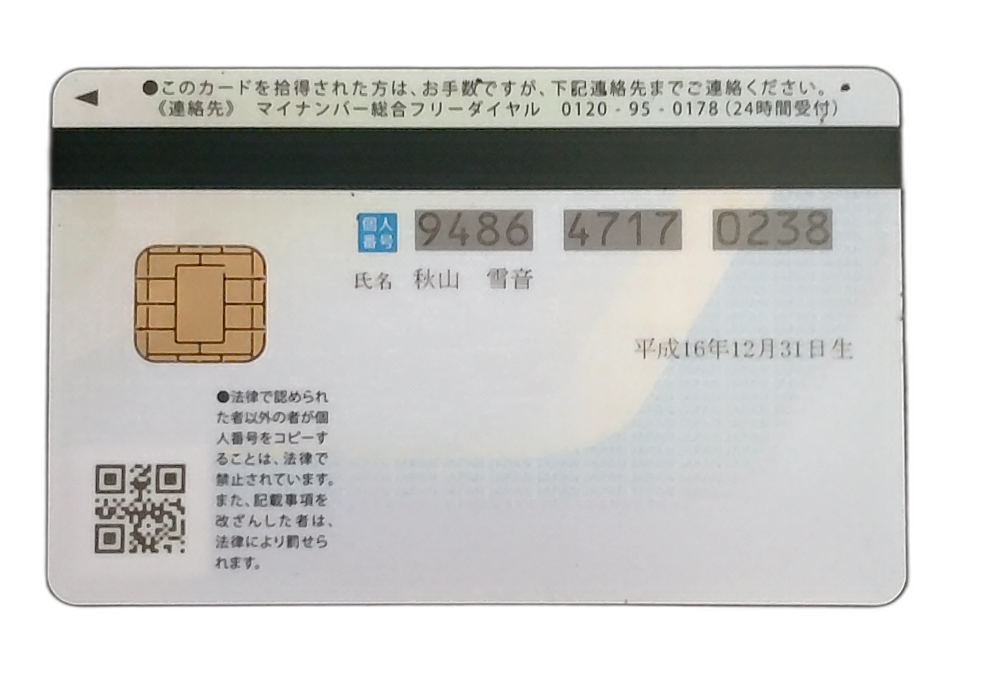 ◀ ●このカードを拾得された方は、お手数ですが、下記連絡先までご連絡ください。
《連絡先》 マイナンバー総合フリーダイヤル 0120-95-0178(24時間受付)
個人番号 9486 4717 0238
氏名 秋山 雪音
平成16年12月31日生
●法律で認められ
た者以外の者が個
人番号をコピーす
ることは、法律で
禁止されています。
また、記載事項を
改ざんした者は、
法律により罰せら
れます。